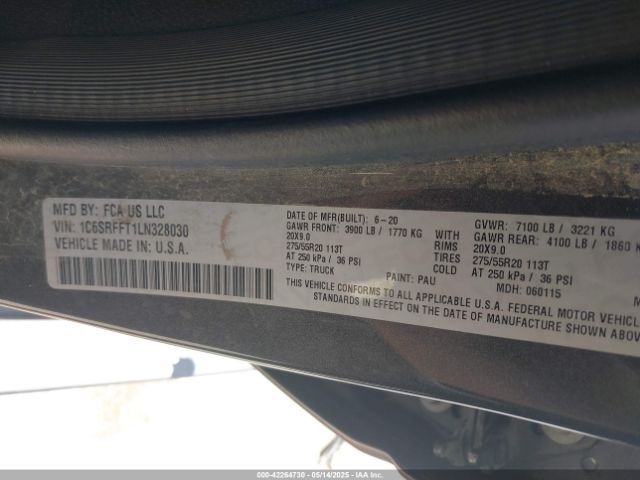 MFD BY: FCA US LLC
VIN: 1C6SRFFT1LN328030
VEHICLE MADE IN U.S.A.
DATE OF MFR(BUILT): 6-20
GAWR FRONT: 3900 LB / 1770 KG
20X9.0
275/55R20 113T
AT 250 kPa / 36 PSI
TYPE: TRUCK
PAINT: PAU
WITH
RIMS
TIRES
COLD
GVWR: 7100 LB / 3221 KG
GAWR REAR: 4100 LB / 1860 K
20X9.0
275/55R20 113T
AT 250 kPa / 36 PSI
MDH: 060115
THIS VEHICLE CONFORMS TO ALL APPLICABLE U.S.A. FEDERAL MOTOR VEHICLE
IN EFFECT ON THE DATE OF MANUFACTURE SHOWN ABOV
000-42264730 --- 05/14/2025 --- IAA Inc.